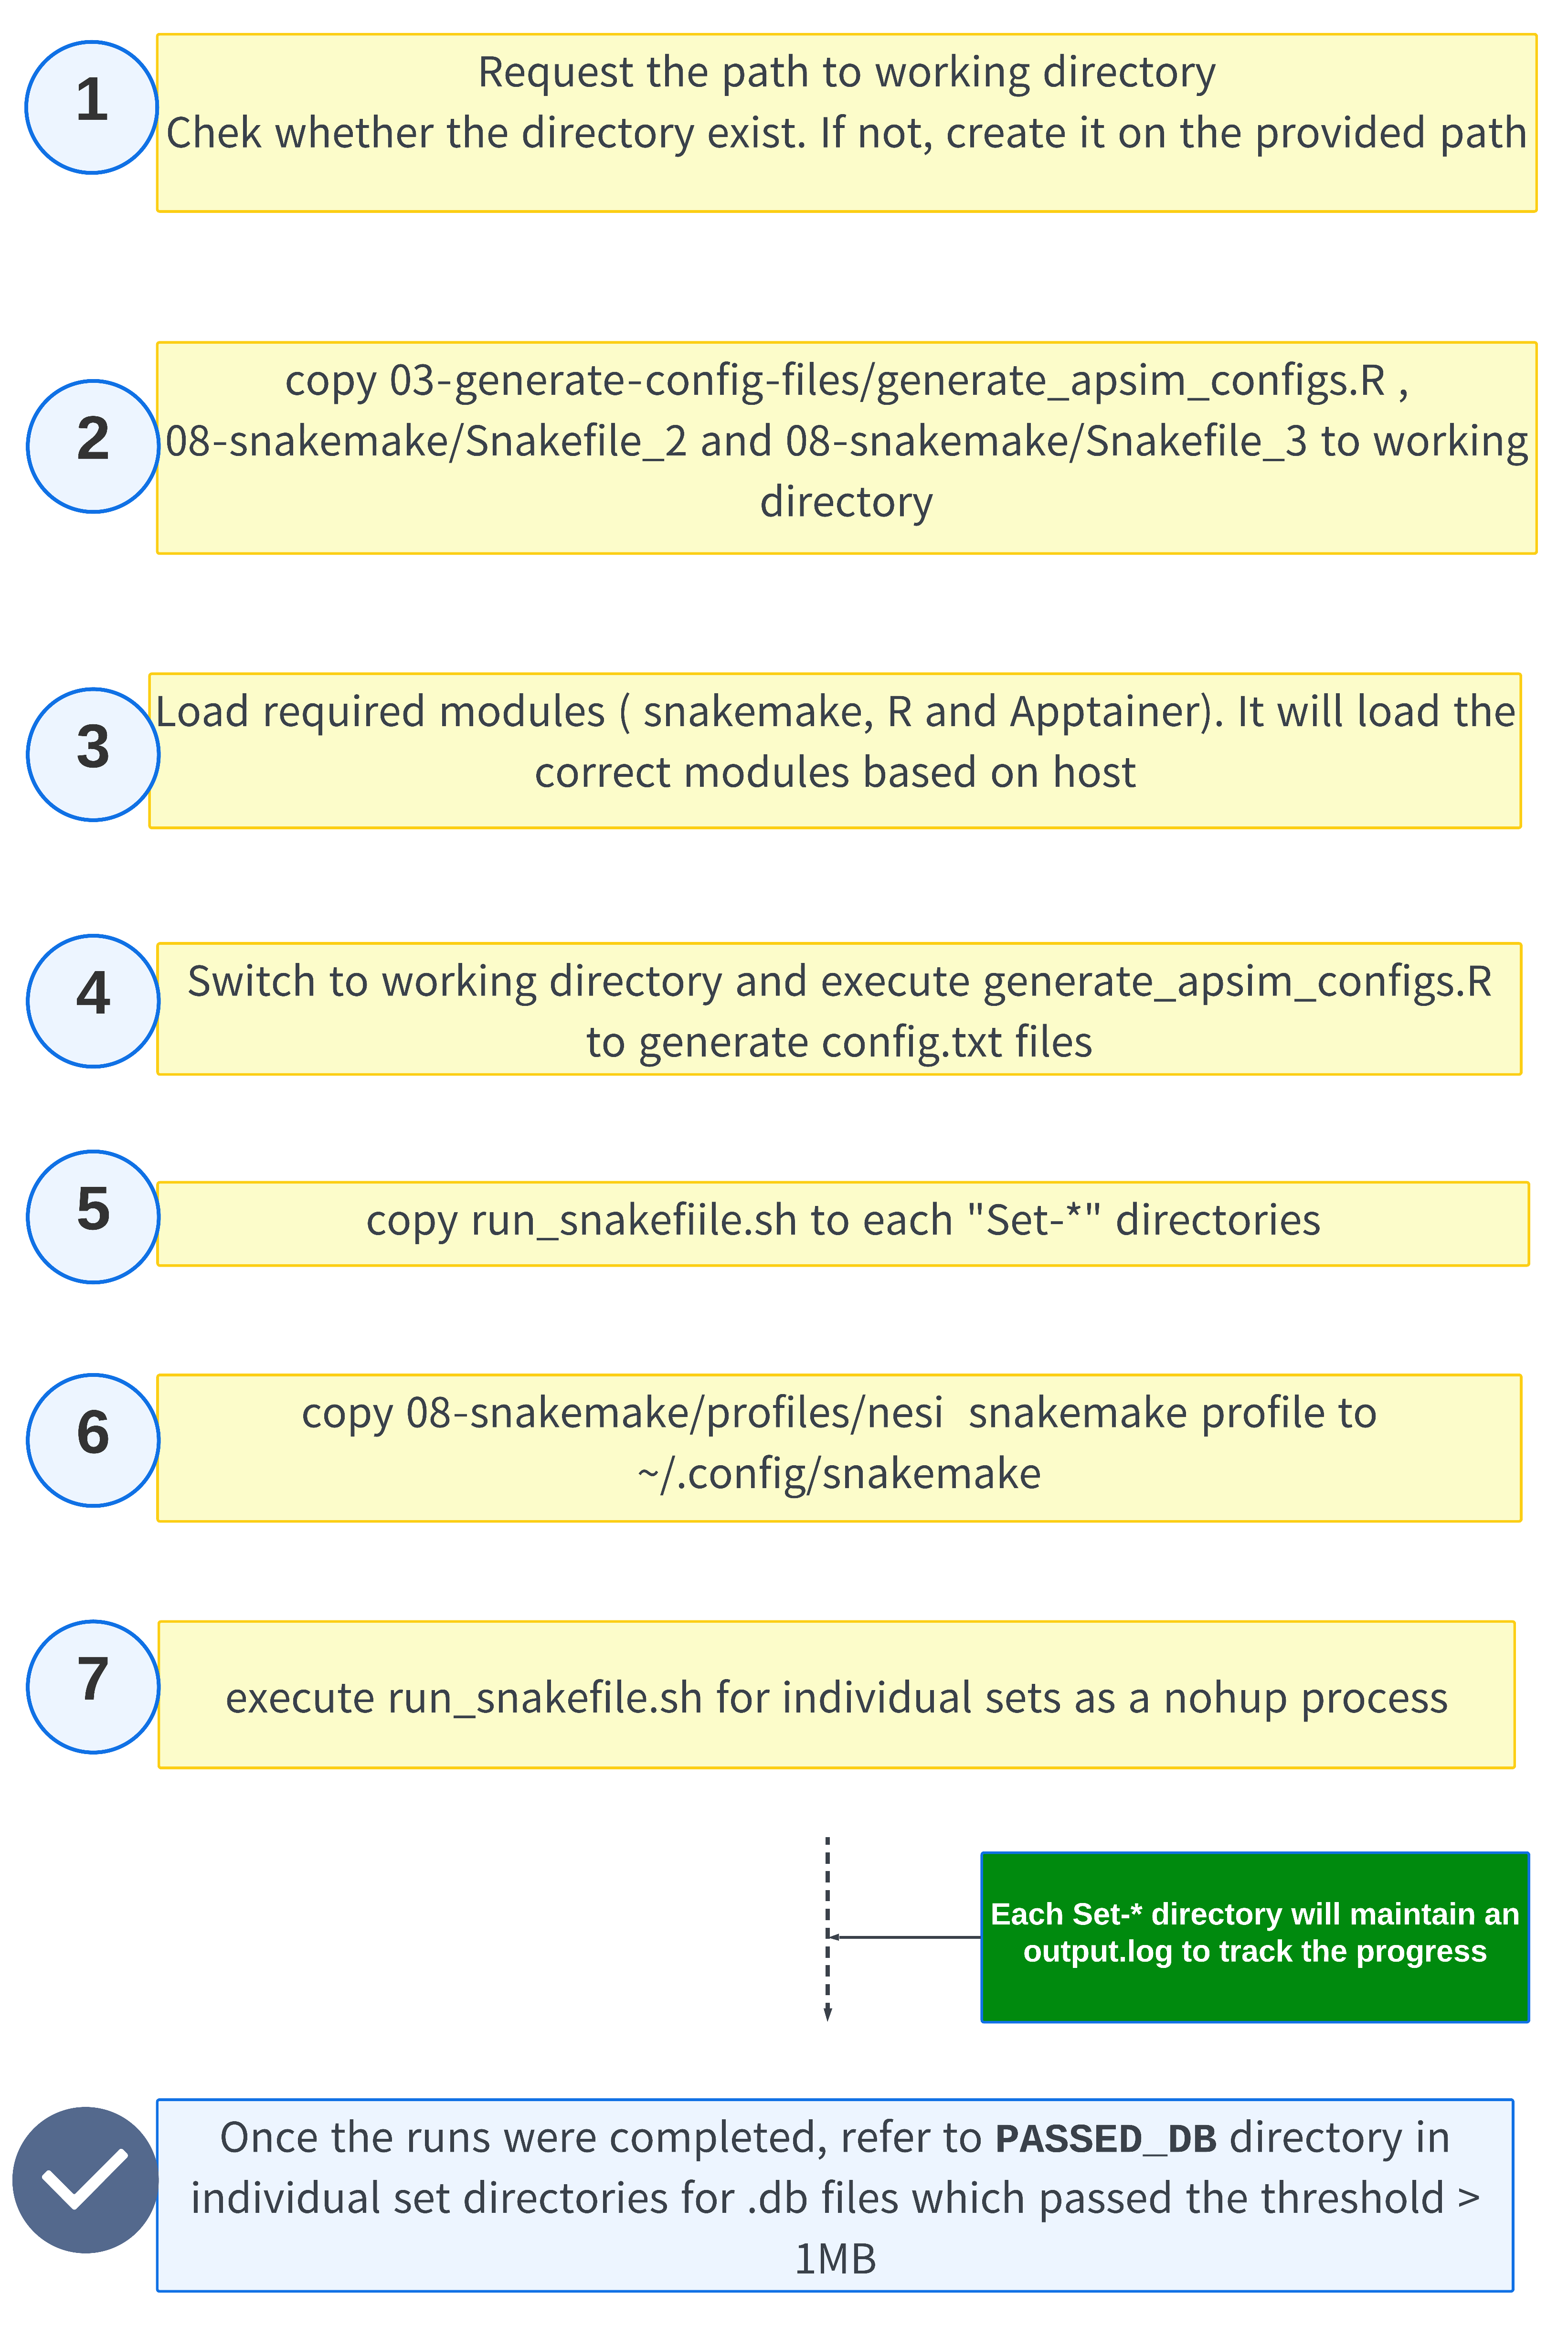 1
Request the path to working directory
Chek whether the directory exist. If not, create it on the provided path
2
copy 03-generate-config-files/generate_apsim_configs.R ,
08-snakemake/Snakefile_2 and 08-snakemake/Snakefile_3 to working
directory
3
Load required modules ( snakemake, R and Apptainer). It will load the
correct modules based on host
4
Switch to working directory and execute generate_apsim_configs.R
to generate config.txt files
5
copy run_snakefiile.sh to each "Set-*" directories
6
copy 08-snakemake/profiles/nesi  snakemake profile to
~/.config/snakemake
7
execute run_snakefile.sh for individual sets as a nohup process
Each Set-* directory will maintain an
output.log to track the progress
Once the runs were completed, refer to PASSED_DB directory in
individual set directories for .db files which passed the threshold >
1MB